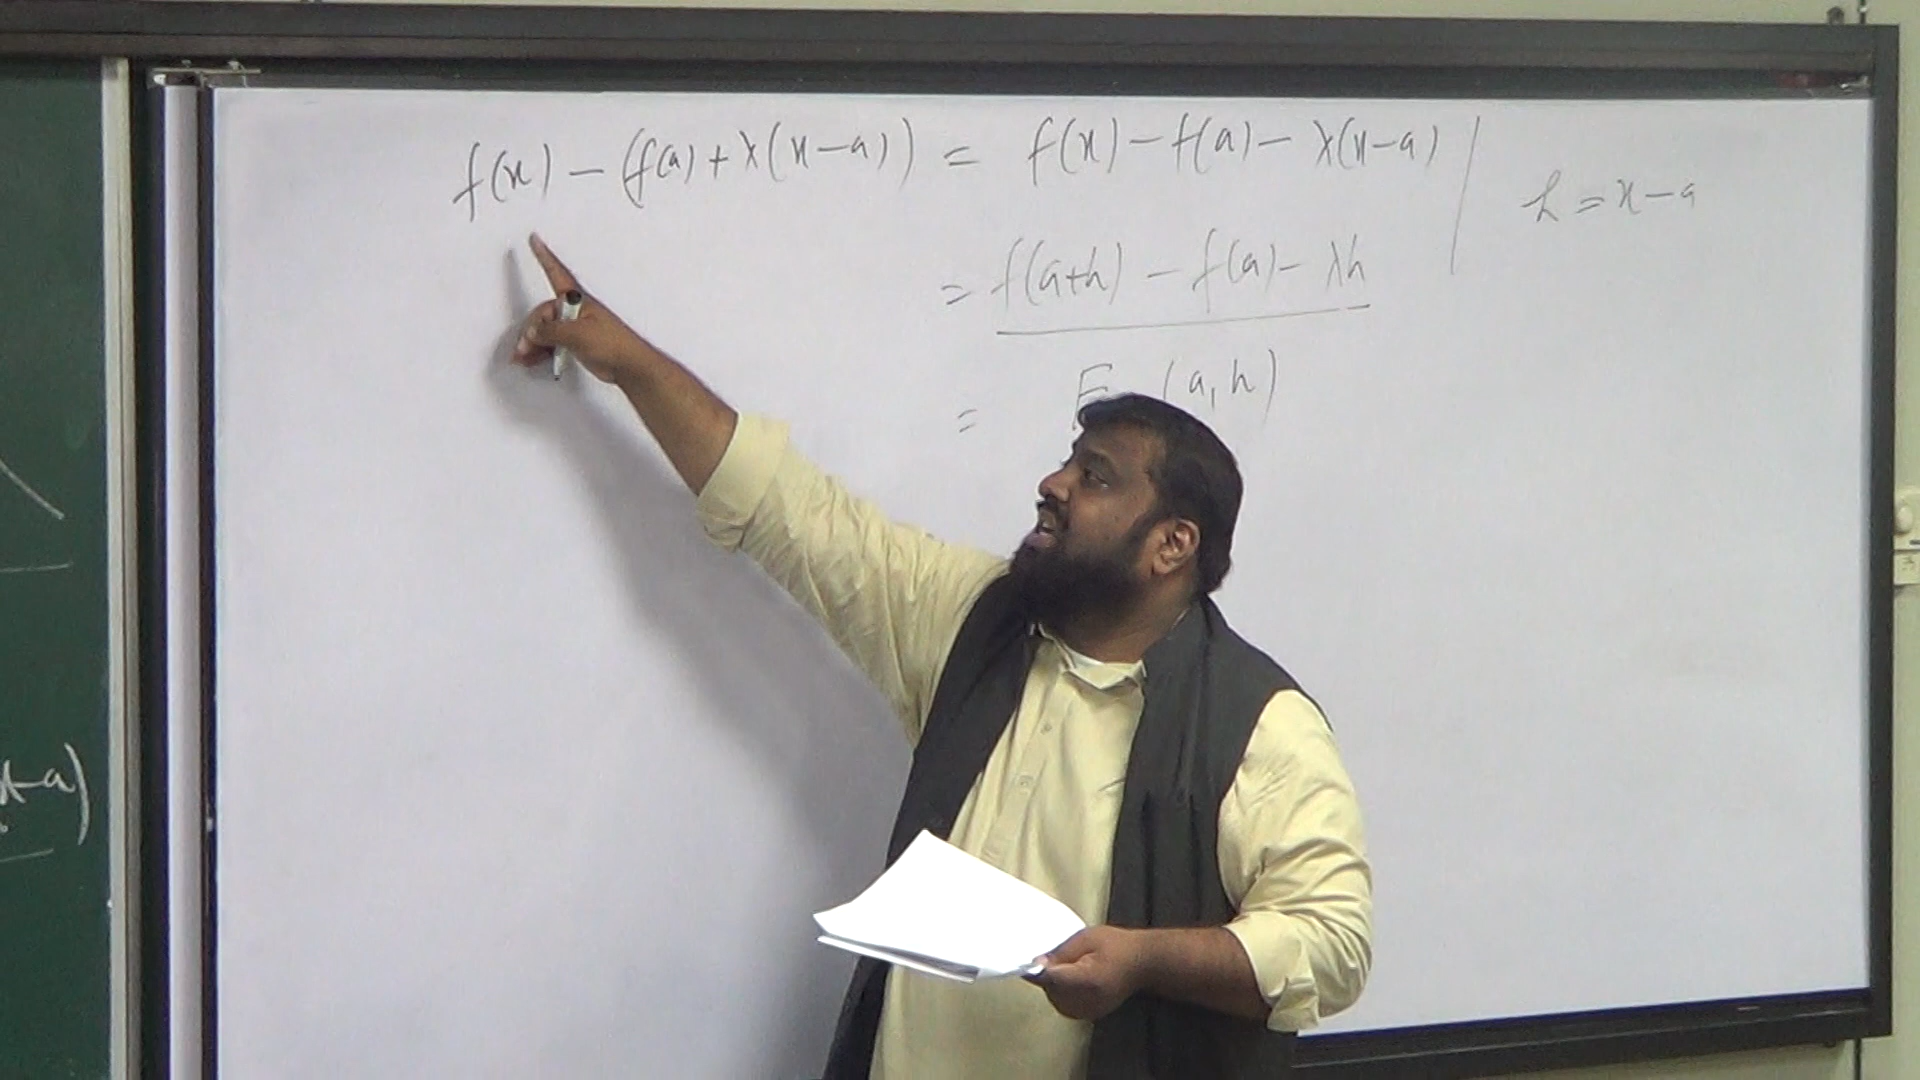 f(x) - (f(a) + λ(x-a)) = f(x) - f(a) - λ(x-a)
h = x-a
= f(a+h) - f(a) - λh
= E (a, h)
x-a)